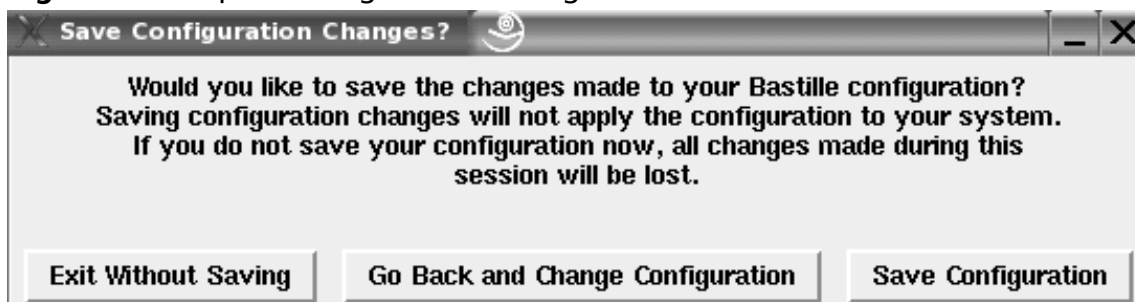 Save Configuration Changes?
Would you like to save the changes made to your Bastille configuration?
Saving configuration changes will not apply the configuration to your system.
If you do not save your configuration now, all changes made during this
session will be lost.
Exit Without Saving Go Back and Change Configuration Save Configuration